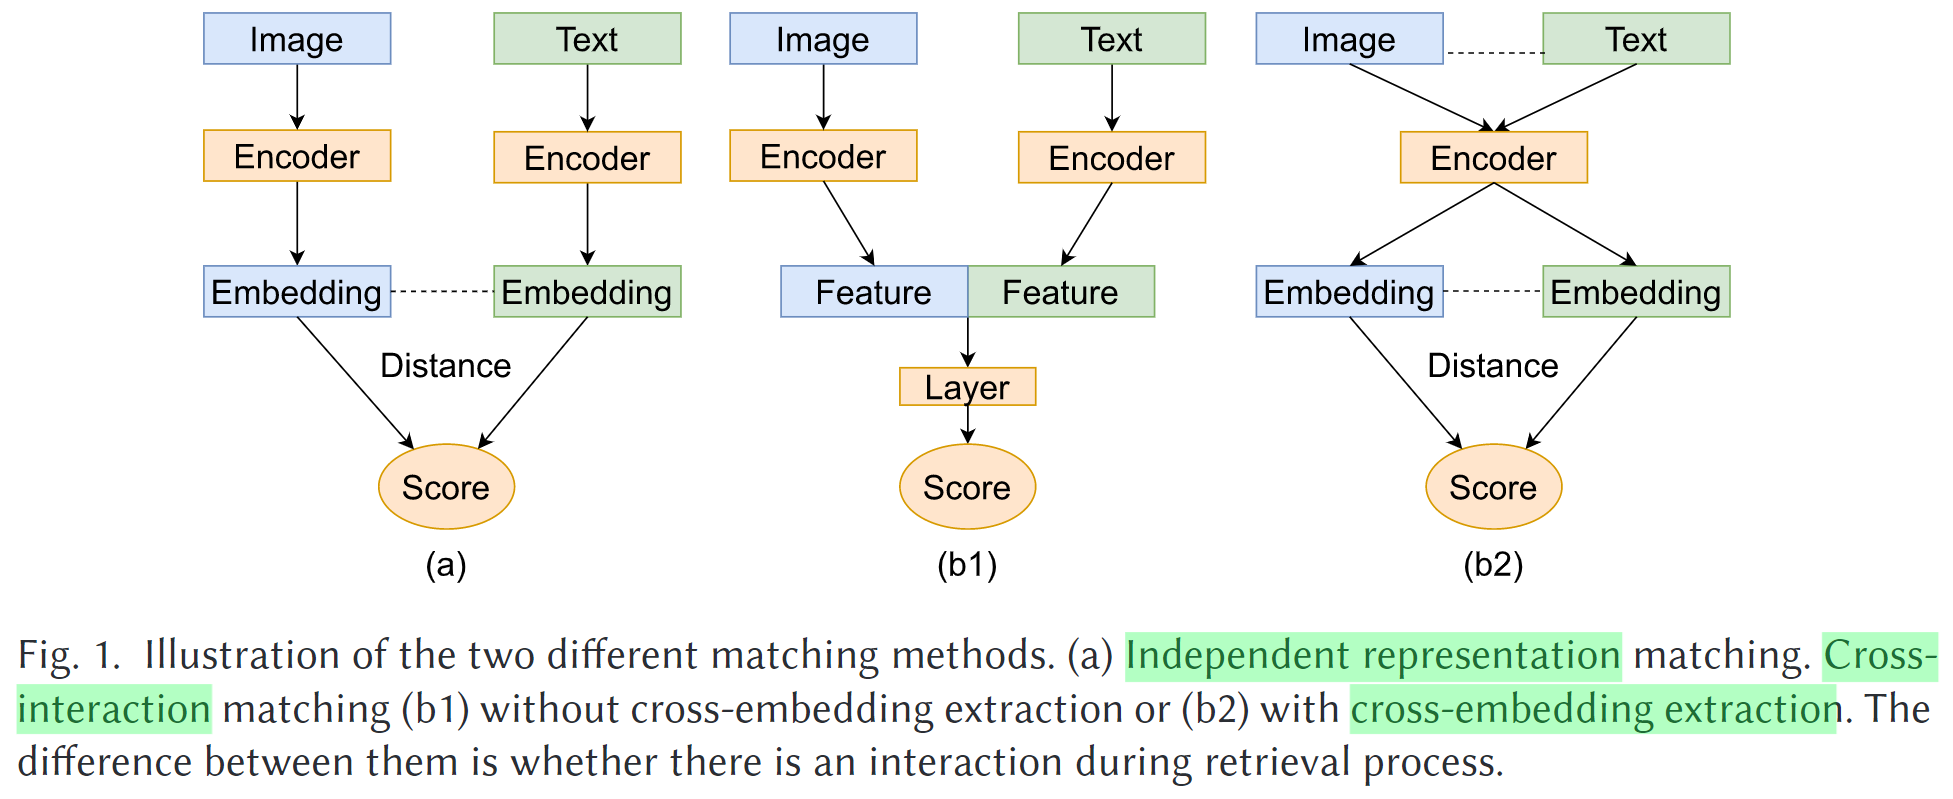 Image Text Image Text Image Text
Encoder Encoder Encoder Encoder Encoder
Embedding Embedding Feature Feature Embedding Embedding
Distance Layer Distance
Score Score Score
(a) (b1) (b2)
Fig. 1. Illustration of the two different matching methods. (a) Independent representation matching. Cross-
interaction matching (b1) without cross-embedding extraction or (b2) with cross-embedding extraction. The
difference between them is whether there is an interaction during retrieval process.